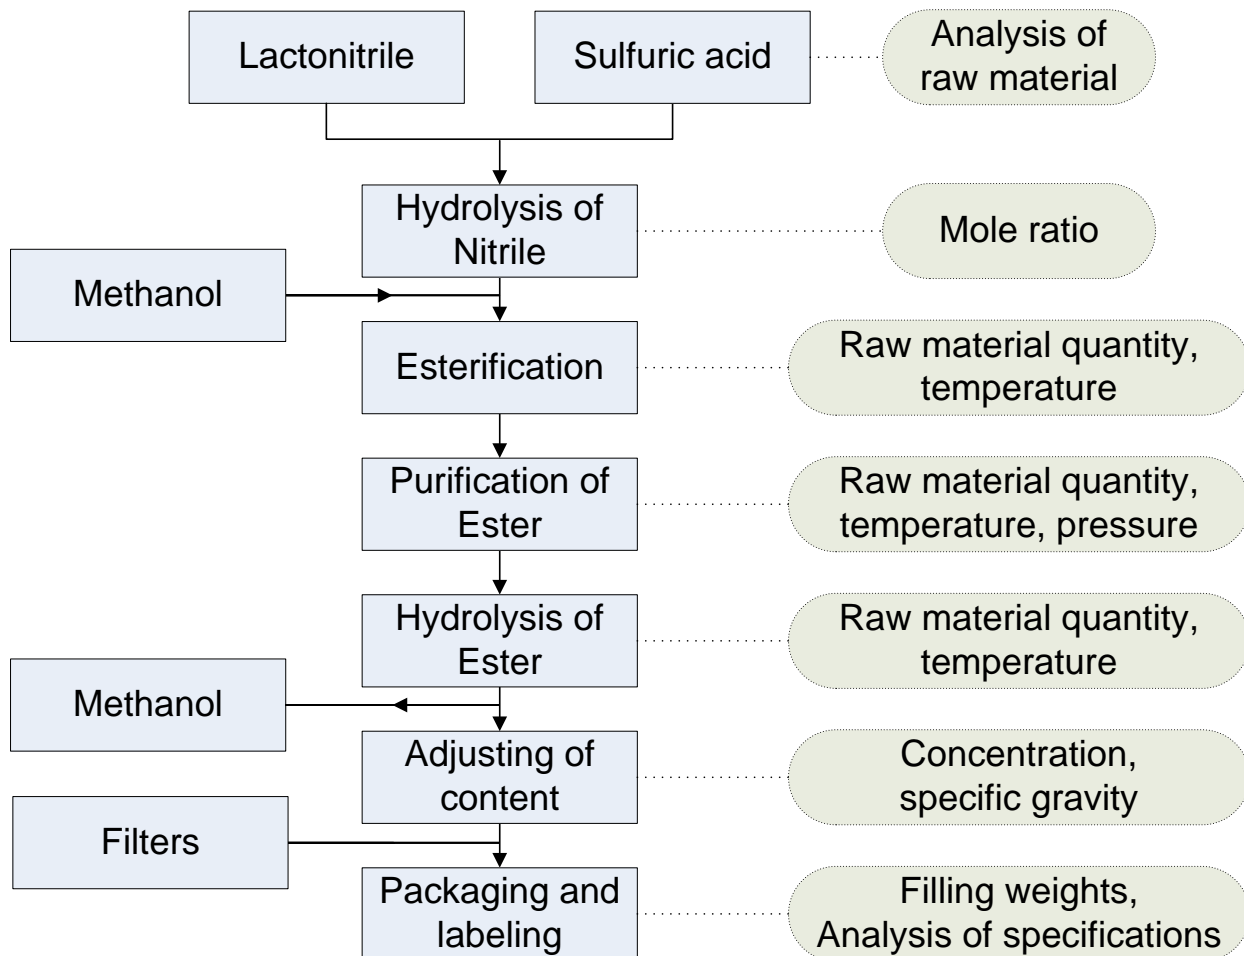 Lactonitrile
Sulfuric acid
Analysis of
raw material
Hydrolysis of
Nitrile
Mole ratio
Methanol
Esterification
Raw material quantity,
temperature
Purification of
Ester
Raw material quantity,
temperature, pressure
Hydrolysis of
Ester
Raw material quantity,
temperature
Methanol
Adjusting of
content
Concentration,
specific gravity
Filters
Packaging and
labeling
Filling weights,
Analysis of specifications